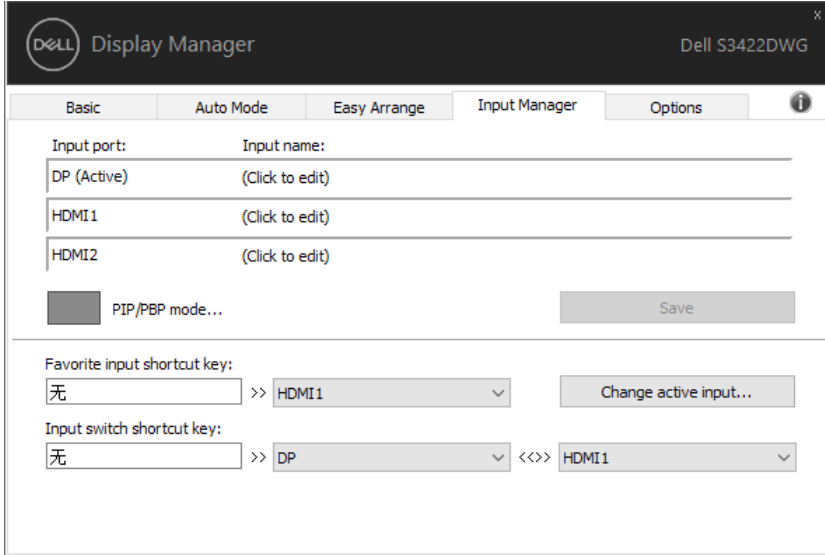 DELL Display Manager Dell S3422DWG x
Basic Auto Mode Easy Arrange Input Manager Options i
Input port: Input name:
DP (Active) (Click to edit)
HDMI1 (Click to edit)
HDMI2 (Click to edit)
PIP/PBP mode... Save
Favorite input shortcut key:
无 >> HDMI1 Change active input...
Input switch shortcut key:
无 >> DP <<>> HDMI1